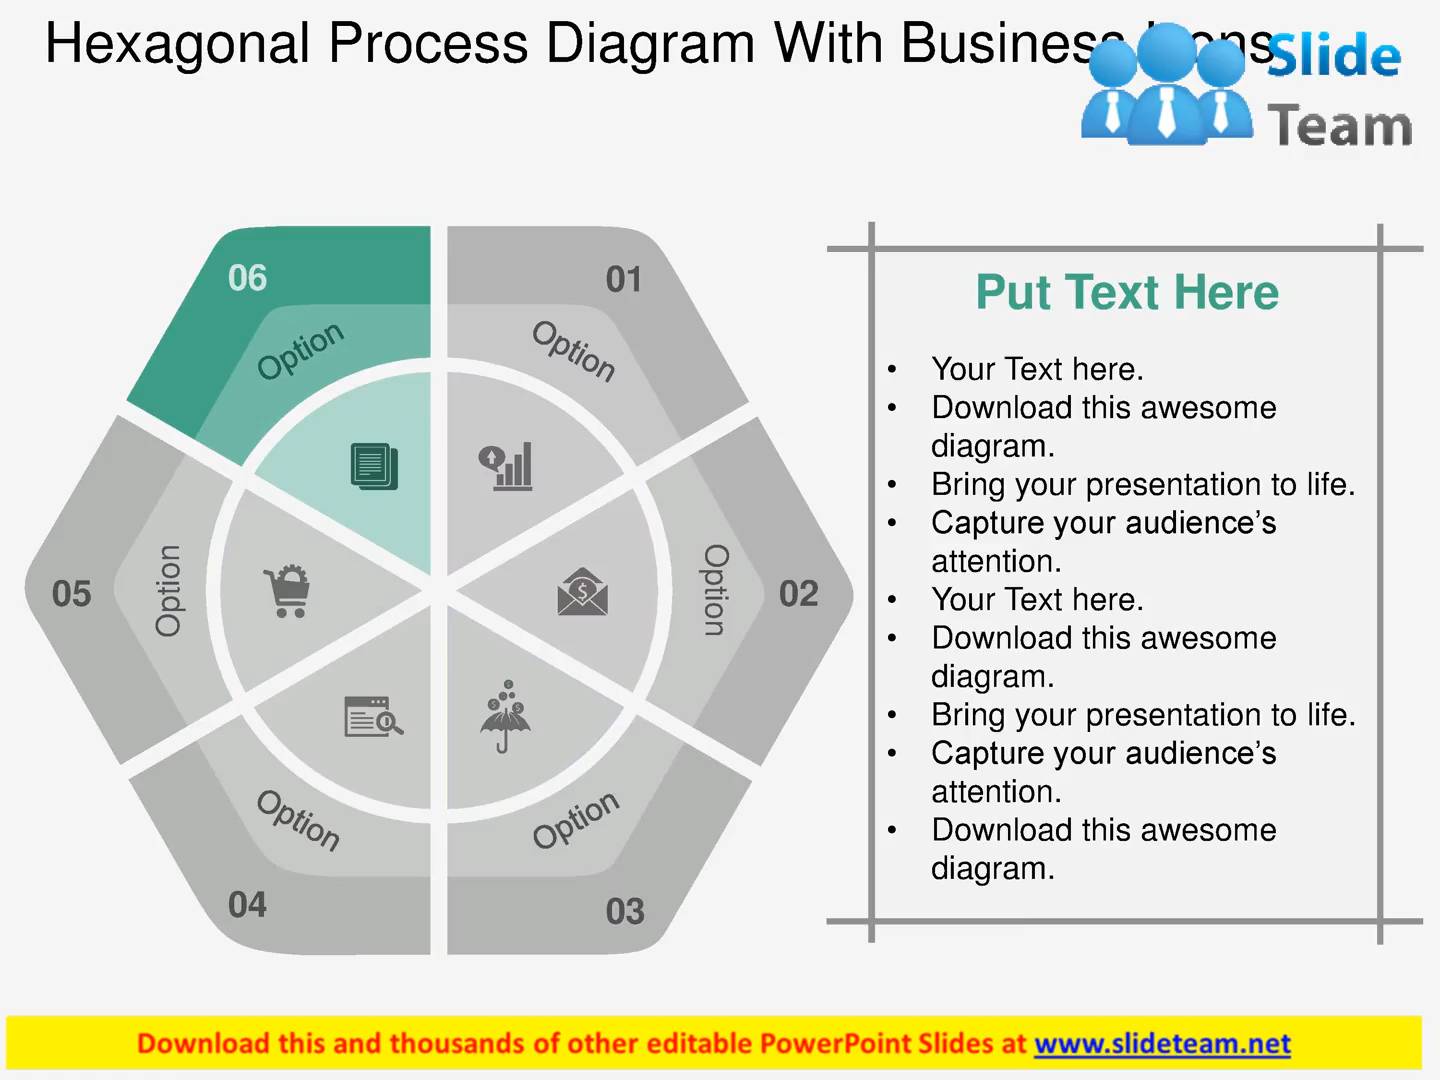 Hexagonal Process Diagram With Business
Slide
Team
06
01
Option
Option
05
Option
Option
02
Option
Option
04
03
Put Text Here
• Your Text here.
• Download this awesome
diagram.
• Bring your presentation to life.
• Capture your audience’s
attention.
• Your Text here.
• Download this awesome
diagram.
• Bring your presentation to life.
• Capture your audience’s
attention.
• Download this awesome
diagram.
Download this and thousands of other editable PowerPoint Slides at www.slideteam.net